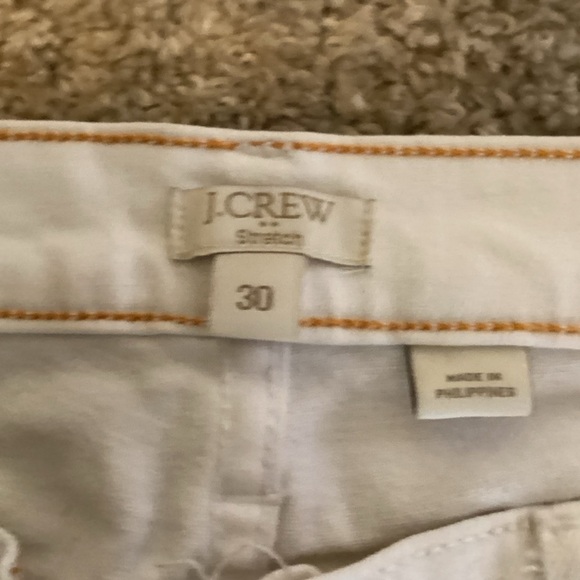 J.CREW
Stretch
30
MADE IN
PHILIPPINES